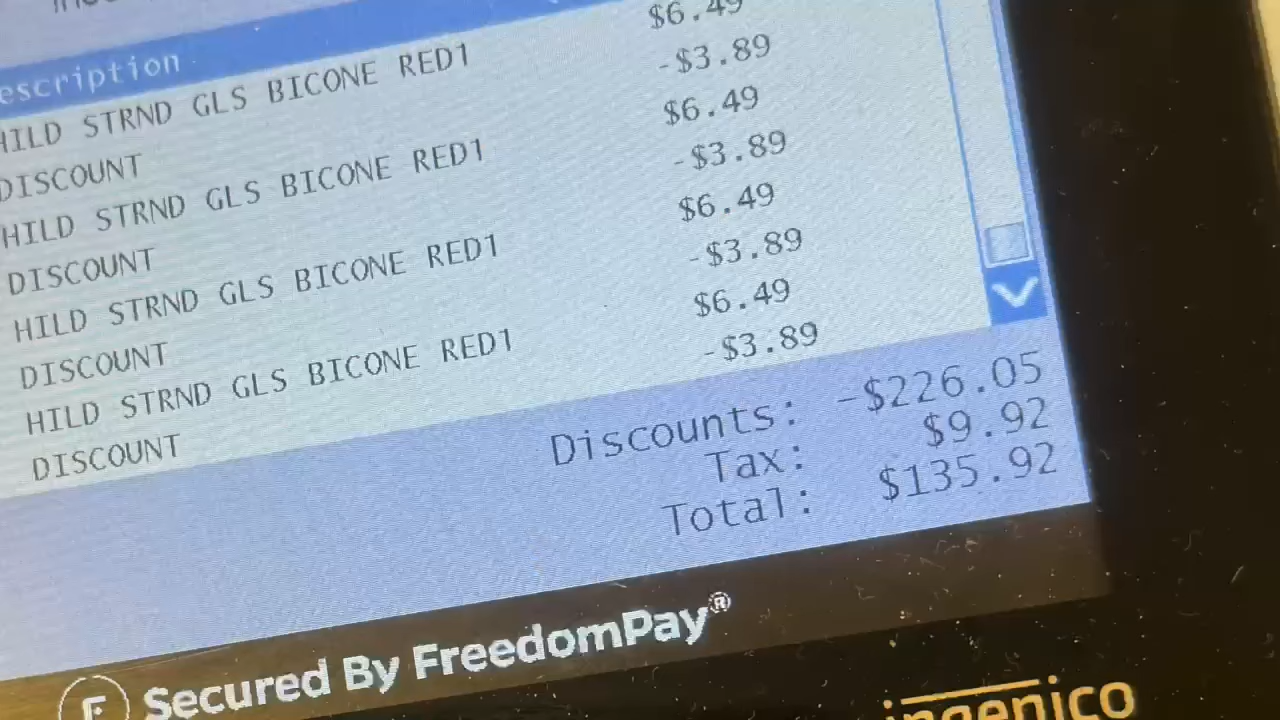 escription
$6.49
HILD STRND GLS BICONE RED1 -$3.89
DISCOUNT $6.49
HILD STRND GLS BICONE RED1 -$3.89
DISCOUNT $6.49
HILD STRND GLS BICONE RED1 -$3.89
DISCOUNT $6.49
HILD STRND GLS BICONE RED1 -$3.89
DISCOUNT
Discounts: -$226.05
Tax: $9.92
Total: $135.92
F Secured By FreedomPay®
ingenico